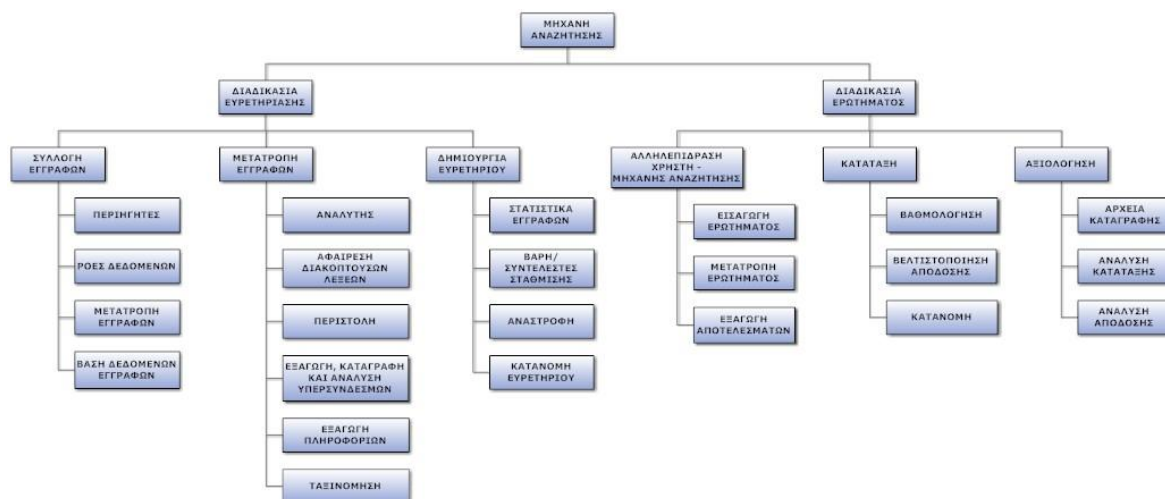 ΜΗΧΑΝΗ
ΑΝΑΖΗΤΗΣΗΣ
ΔΙΑΔΙΚΑΣΙΑ
ΕΥΡΕΤΗΡΙΑΣΗΣ
ΔΙΑΔΙΚΑΣΙΑ
ΕΡΩΤΗΜΑΤΟΣ
ΣΥΛΛΟΓΗ
ΕΓΓΡΑΦΩΝ
ΜΕΤΑΤΡΟΠΗ
ΕΓΓΡΑΦΩΝ
ΔΗΜΙΟΥΡΓΙΑ
ΕΥΡΕΤΗΡΙΟΥ
ΑΛΛΗΛΕΠΙΔΡΑΣΗ
ΧΡΗΣΤΗ -
ΜΗΧΑΝΗΣ ΑΝΑΖΗΤΗΣΗΣ
ΚΑΤΑΤΑΞΗ
ΑΞΙΟΛΟΓΗΣΗ
ΠΕΡΙΗΓΗΤΕΣ
ΡΟΕΣ ΔΕΔΟΜΕΝΩΝ
ΜΕΤΑΤΡΟΠΗ
ΕΓΓΡΑΦΩΝ
ΒΑΣΗ ΔΕΔΟΜΕΝΩΝ
ΕΓΓΡΑΦΩΝ
ΑΝΑΛΥΤΗΣ
ΑΦΑΙΡΕΣΗ
ΔΙΑΚΟΠΤΟΥΣΩΝ
ΛΕΞΕΩΝ
ΠΕΡΙΣΤΟΛΗ
ΕΞΑΓΩΓΗ, ΚΑΤΑΓΡΑΦΗ
ΚΑΙ ΑΝΑΛΥΣΗ
ΥΠΕΡΣΥΝΔΕΣΜΩΝ
ΕΞΑΓΩΓΗ
ΠΛΗΡΟΦΟΡΙΩΝ
ΤΑΞΙΝΟΜΗΣΗ
ΣΤΑΤΙΣΤΙΚΑ
ΕΓΓΡΑΦΩΝ
ΒΑΡΗ/
ΣΥΝΤΕΛΕΣΤΕΣ
ΣΤΑΘΜΙΣΗΣ
ΑΝΑΣΤΡΟΦΗ
ΚΑΤΑΝΟΜΗ
ΕΥΡΕΤΗΡΙΟΥ
ΕΙΣΑΓΩΓΗ
ΕΡΩΤΗΜΑΤΟΣ
ΜΕΤΑΤΡΟΠΗ
ΕΡΩΤΗΜΑΤΟΣ
ΕΞΑΓΩΓΗ
ΑΠΟΤΕΛΕΣΜΑΤΩΝ
ΒΑΘΜΟΛΟΓΗΣΗ
ΒΕΛΤΙΣΤΟΠΟΙΗΣΗ
ΑΠΟΔΟΣΗΣ
ΚΑΤΑΝΟΜΗ
ΑΡΧΕΙΑ
ΚΑΤΑΓΡΑΦΗΣ
ΑΝΑΛΥΣΗ
ΚΑΤΑΤΑΞΗΣ
ΑΝΑΛΥΣΗ
ΑΠΟΔΟΣΗΣ